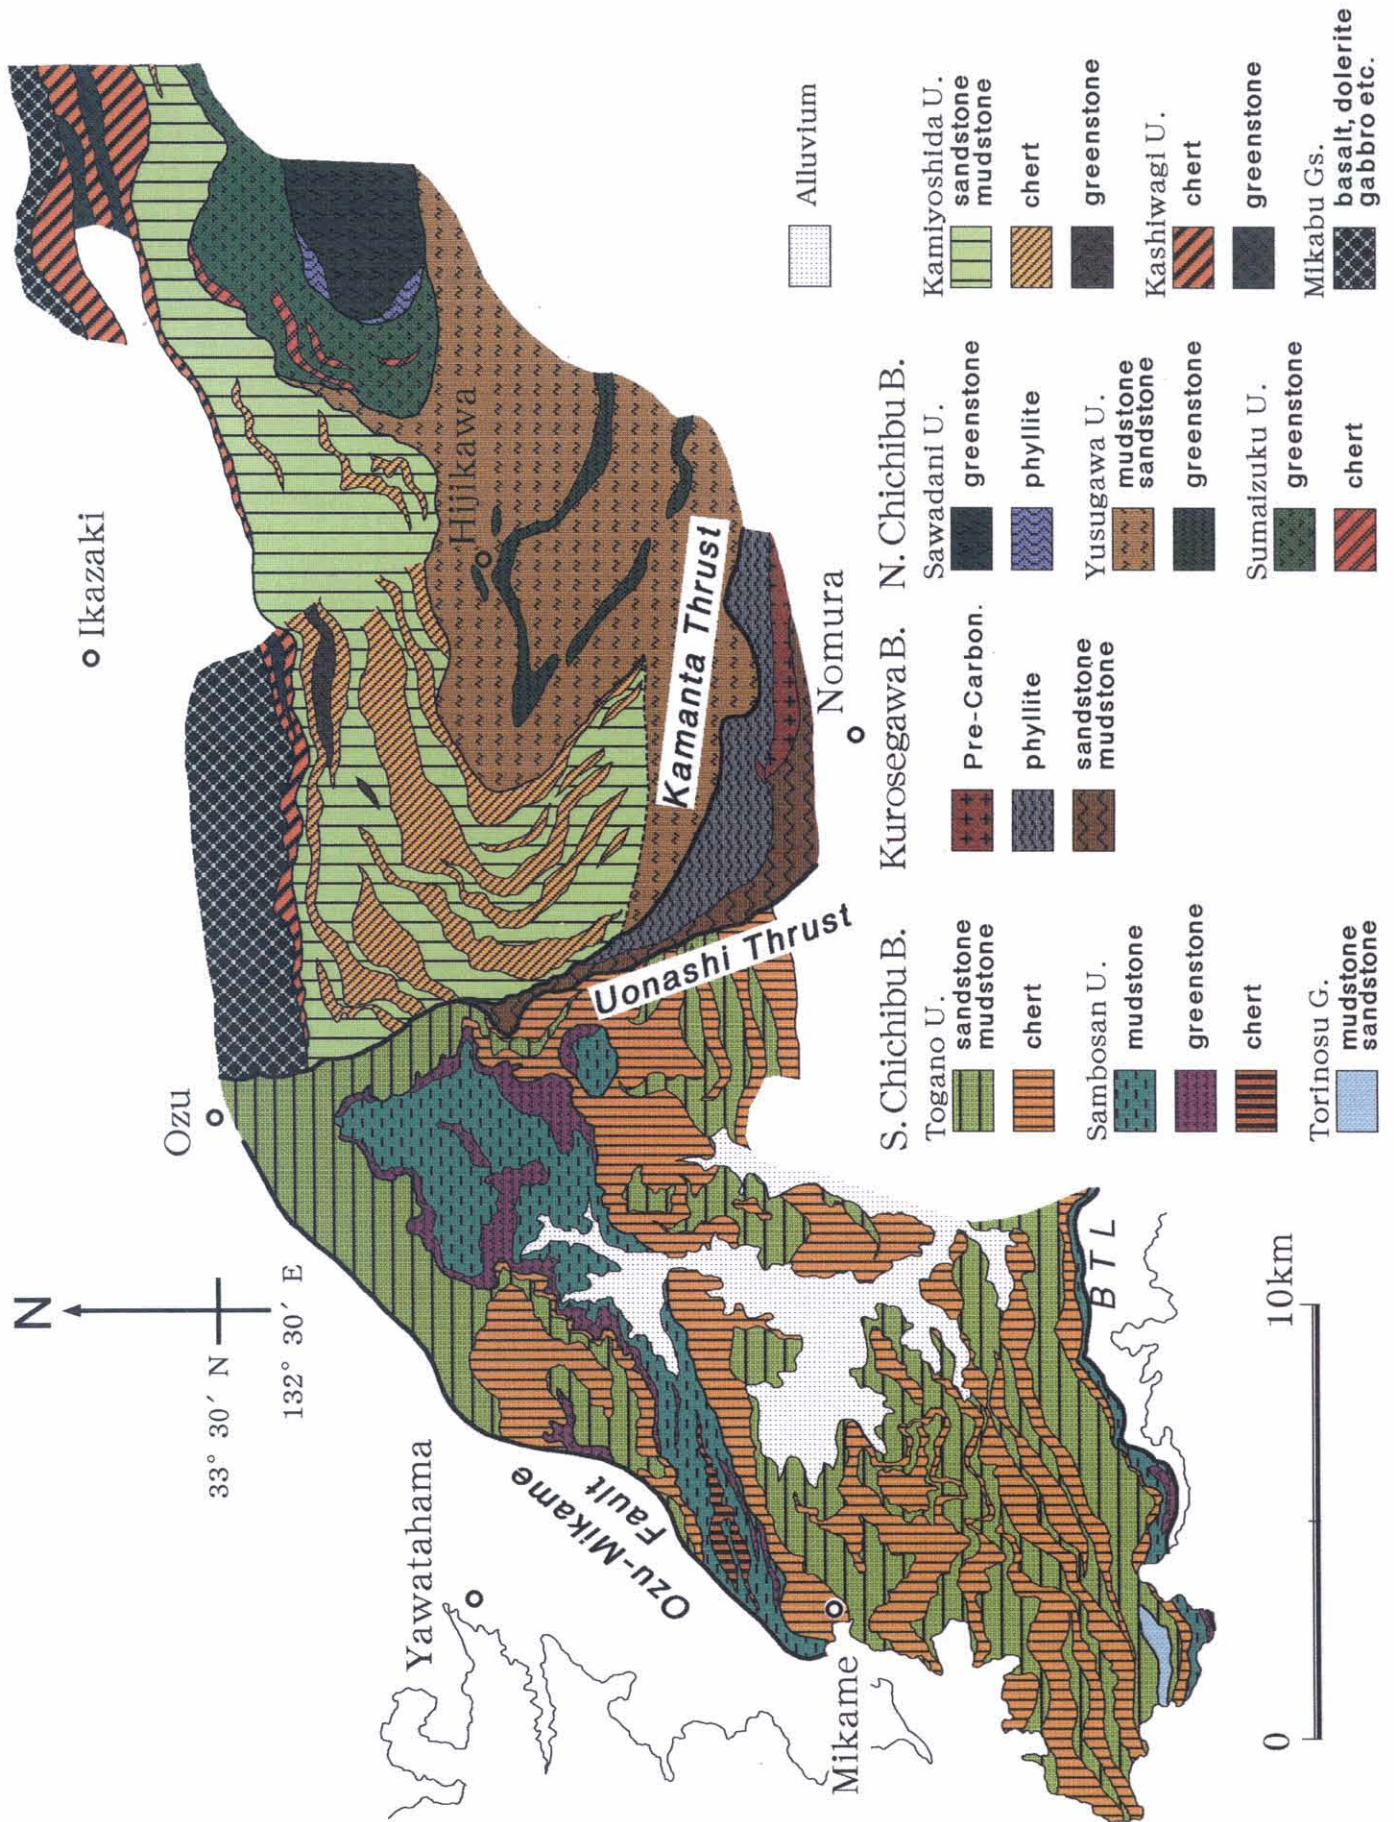 N
33° 30′ N
132° 30′ E
Yawatahama
Ozu
Ikazaki
Hijikawa
Ozu-Mikame
Fault
Mikame
Uonashi Thrust
Kamanta Thrust
Nomura
BTL
0
10km
S. Chichibu B.
Togano U.
sandstone
mudstone
chert
Sambosan U.
mudstone
greenstone
chert
Torinosu G.
mudstone
sandstone
Kurosegawa B.
Pre-Carbon.
phyllite
sandstone
mudstone
N. Chichibu B.
Sawadani U.
greenstone
phyllite
Yusugawa U.
mudstone
sandstone
greenstone
Sumaizuku U.
greenstone
chert
Alluvium
Kamiyoshida U.
sandstone
mudstone
chert
greenstone
Kashiwagi U.
chert
greenstone
Mikabu Gs.
basalt, dolerite
gabbro etc.